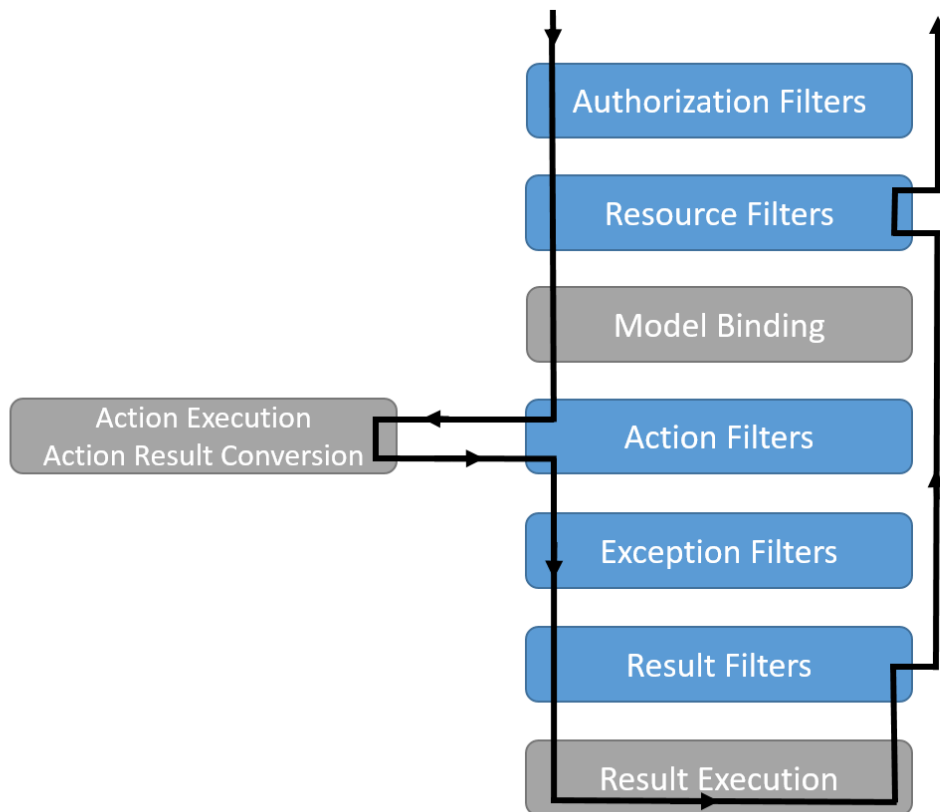 Authorization Filters
Resource Filters
Model Binding
Action Execution
Action Result Conversion
Action Filters
Exception Filters
Result Filters
Result Execution